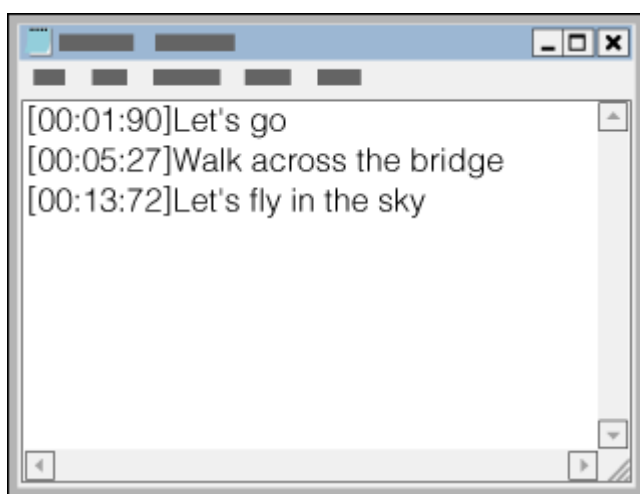 [00:01:90]Let's go
[00:05:27]Walk across the bridge
[00:13:72]Let's fly in the sky